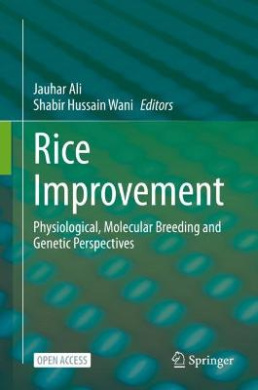 Jauhar Ali
Shabir Hussain Wani Editors
Rice
Improvement
Physiological, Molecular Breeding and
Genetic Perspectives
OPEN ACCESS
Springer